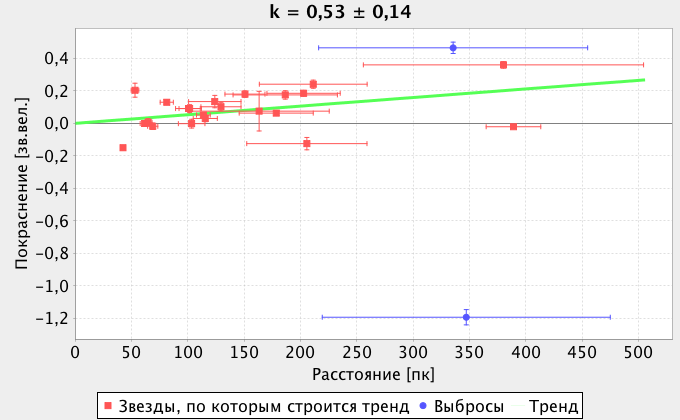 k = 0,53 ± 0,14
Покраснение [зв.вел.]
0,4
0,2
0,0
-0,2
-0,4
-0,6
-0,8
-1,0
-1,2
0 50 100 150 200 250 300 350 400 450 500
Расстояние [пк]
Звезды, по которым строится тренд Выбросы Тренд